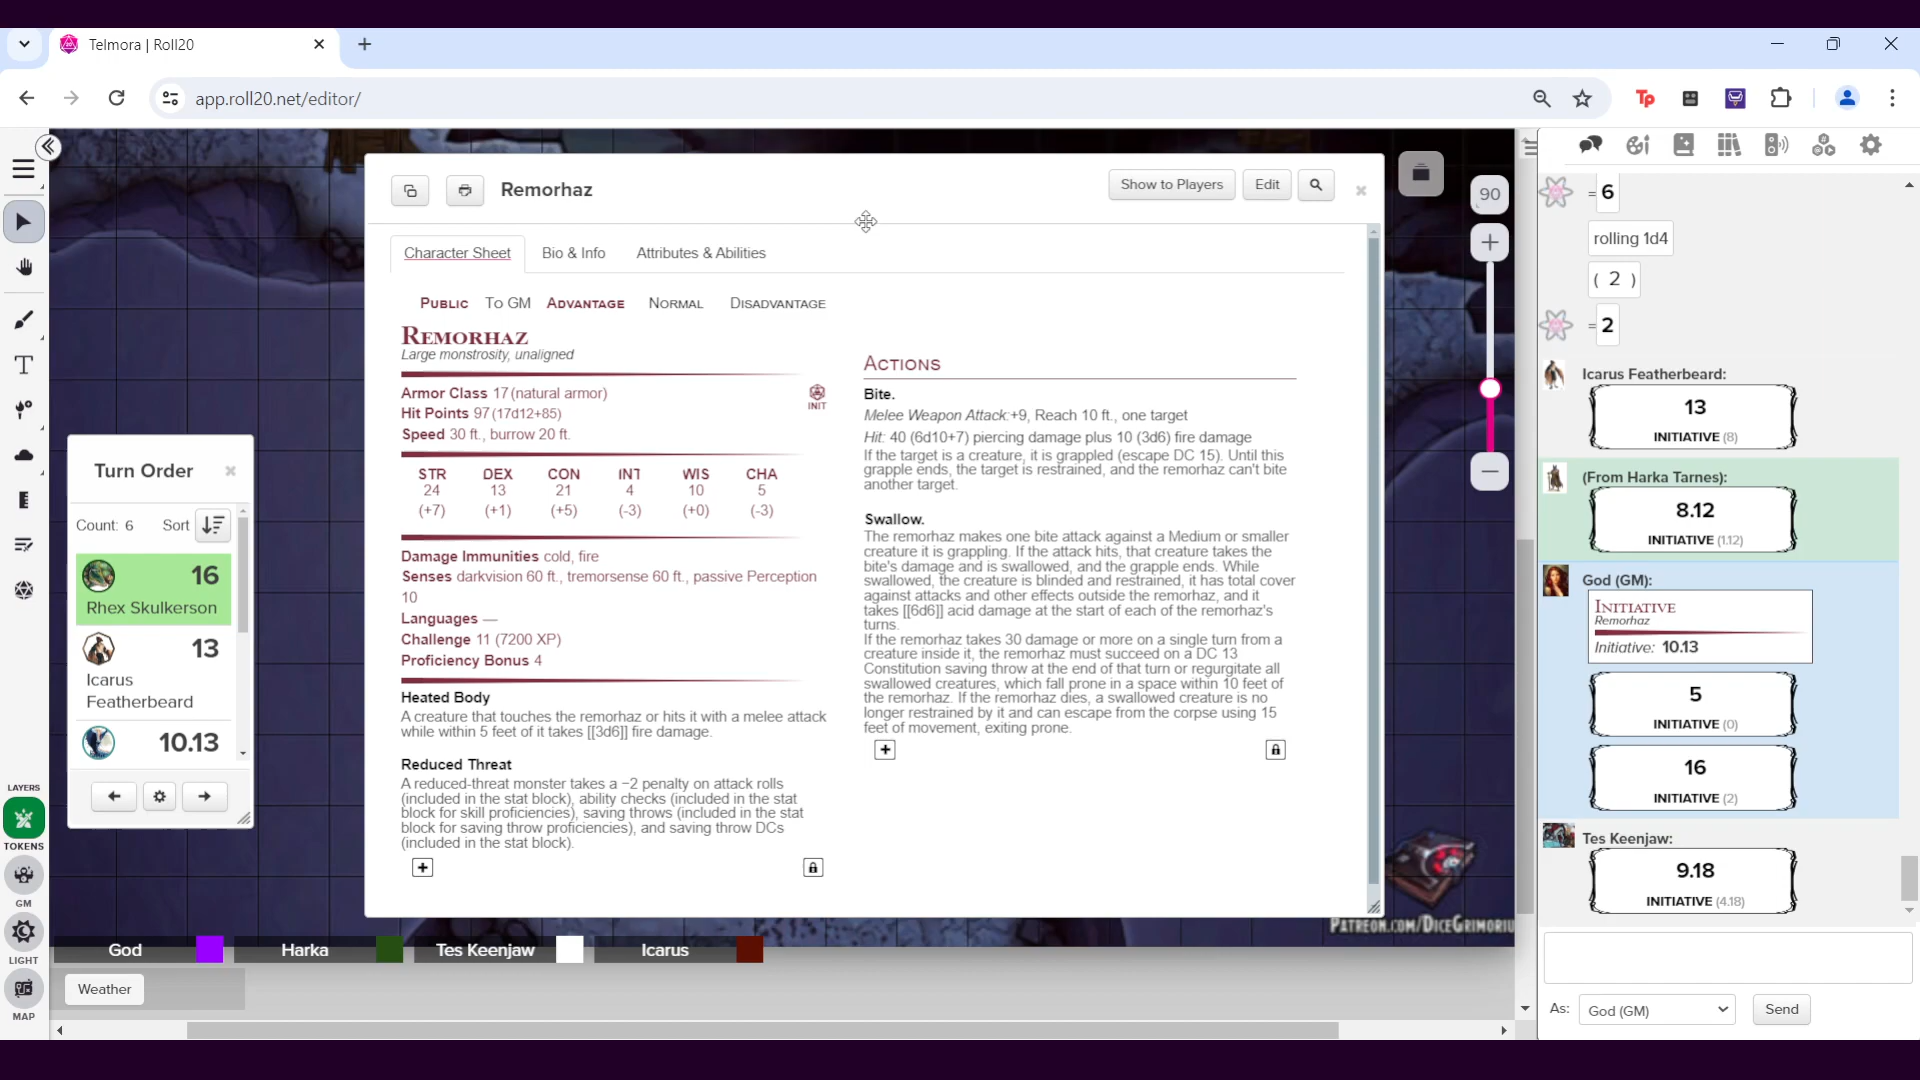 Telmora | Roll20
app.roll20.net/editor/
Remorhaz
Show to Players
Edit
Character Sheet
Bio & Info
Attributes & Abilities
PUBLIC TO GM ADVANTAGE NORMAL DISADVANTAGE
REMORHAZ
Large monstrosity, unaligned
Armor Class 17 (natural armor)
Hit Points 97 (17d12+85)
Speed 30 ft., burrow 20 ft.
INIT
STR DEX CON INT WIS CHA
24 13 21 4 10 5
(+7) (+1) (+5) (-3) (+0) (-3)
Damage Immunities cold, fire
Senses darkvision 60 ft., tremorsense 60 ft., passive Perception
10
Languages —
Challenge 11 (7200 XP)
Proficiency Bonus 4
Heated Body
A creature that touches the remorhaz or hits it with a melee attack
while within 5 feet of it takes [[3d6]] fire damage.
Reduced Threat
A reduced-threat monster takes a −2 penalty on attack rolls
(included in the stat block), ability checks (included in the stat
block for skill proficiencies), saving throws (included in the stat
block for saving throw proficiencies), and saving throw DCs
(included in the stat block).
ACTIONS
Bite.
Melee Weapon Attack:+9, Reach 10 ft., one target
Hit: 40 (6d10+7) piercing damage plus 10 (3d6) fire damage
If the target is a creature, it is grappled (escape DC 15). Until this
grapple ends, the target is restrained, and the remorhaz can't bite
another target.
Swallow.
The remorhaz makes one bite attack against a Medium or smaller
creature it is grappling. If the attack hits, that creature takes the
bite's damage and is swallowed, and the grapple ends. While
swallowed, the creature is blinded and restrained, it has total cover
against attacks and other effects outside the remorhaz, and it
takes [[6d6]] acid damage at the start of each of the remorhaz's
turns.
If the remorhaz takes 30 damage or more on a single turn from a
creature inside it, the remorhaz must succeed on a DC 13
Constitution saving throw at the end of that turn or regurgitate all
swallowed creatures, which fall prone in a space within 10 feet of
the remorhaz. If the remorhaz dies, a swallowed creature is no
longer restrained by it and can escape from the corpse using 15
feet of movement, exiting prone.
Turn Order
Count: 6 Sort
16
Rhex Skulkerson
13
Icarus
Featherbeard
10.13
LAYERS
TOKENS
GM
LIGHT
MAP
90
PATREON.COM/DICEGRIMORIU
God
Harka
Tes Keenjaw
Icarus
Weather
= 6
rolling 1d4
( 2 )
= 2
Icarus Featherbeard:
13
INITIATIVE (8)
(From Harka Tarnes):
8.12
INITIATIVE (1.12)
God (GM):
INITIATIVE
Remorhaz
Initiative: 10.13
5
INITIATIVE (0)
16
INITIATIVE (2)
Tes Keenjaw:
9.18
INITIATIVE (4.18)
As: God (GM)
Send